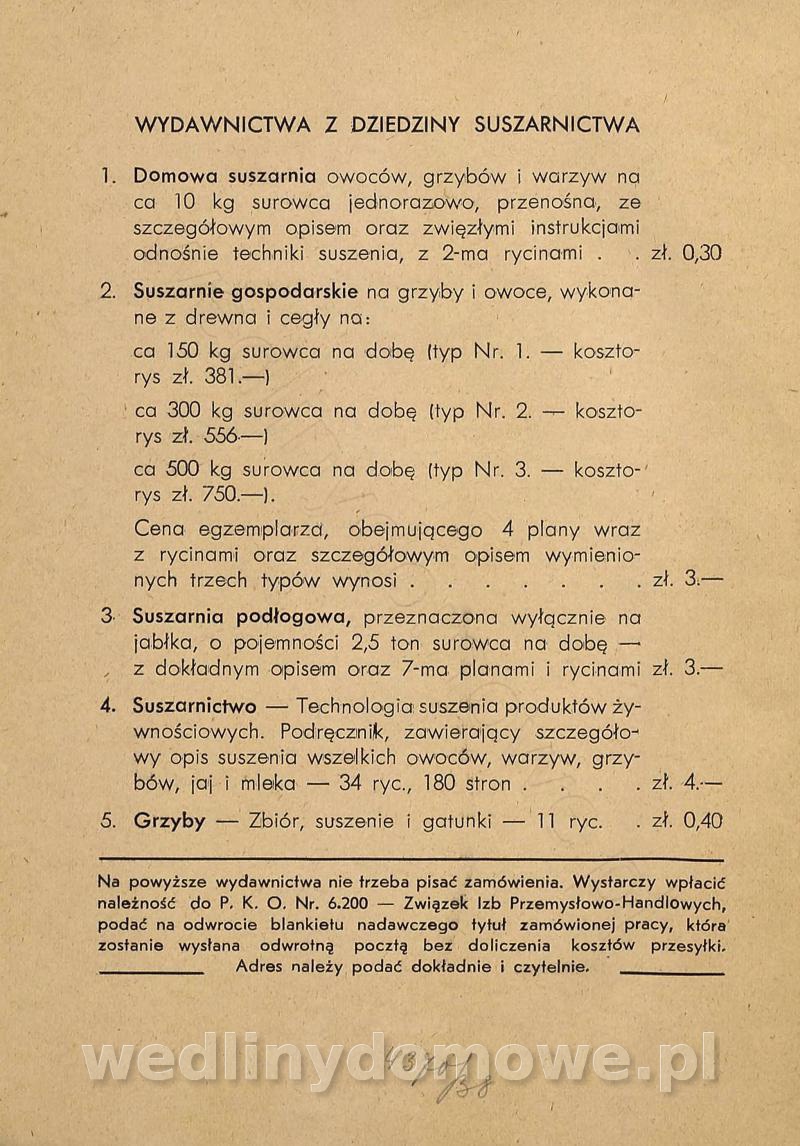 WYDAWNICTWA Z DZIEDZINY SUSZARNICTWA
1. Domowa suszarnia owoców, grzybów i warzyw na
ca 10 kg surowca jednorazowo, przenośna, ze
szczegółowym opisem oraz zwięzłymi instrukcjami
odnośnie techniki suszenia, z 2-ma rycinami . . zł. 0,30
2. Suszarnie gospodarskie na grzyby i owoce, wykona-
ne z drewna i cegły na:
ca 150 kg surowca na dobę (typ Nr. 1. — koszto-
rys zł. 381.—)
ca 300 kg surowca na dobę (typ Nr. 2. — koszto-
rys zł. 556.—)
ca 500 kg surowca na dobę (typ Nr. 3. — koszto-
rys zł. 750.—).
Cena egzemplarza, obejmującego 4 plany wraz
z rycinami oraz szczegółowym opisem wymienio-
nych trzech typów wynosi . . . . . . . zł. 3.—
3. Suszarnia podłogowa, przeznaczona wyłącznie na
jabłka, o pojemności 2,5 ton surowca na dobę —
z dokładnym opisem oraz 7-ma planami i rycinami zł. 3.—
4. Suszarnictwo — Technologia suszenia produktów ży-
wnościowych. Podręcznik, zawierający szczegóło-
wy opis suszenia wszelkich owoców, warzyw, grzy-
bów, jaj i mleka — 34 ryc., 180 stron . . . . zł. 4.—
5. Grzyby — Zbiór, suszenie i gatunki — 11 ryc. . zł. 0,40
Na powyższe wydawnictwa nie trzeba pisać zamówienia. Wystarczy wpłacić
należność do P. K. O. Nr. 6.200 — Związek Izb Przemysłowo-Handlowych,
podać na odwrocie blankietu nadawczego tytuł zamówionej pracy, która
zostanie wysłana odwrotną pocztą bez doliczenia kosztów przesyłki.
Adres należy podać dokładnie i czytelnie.
wedlinydomowe.pl